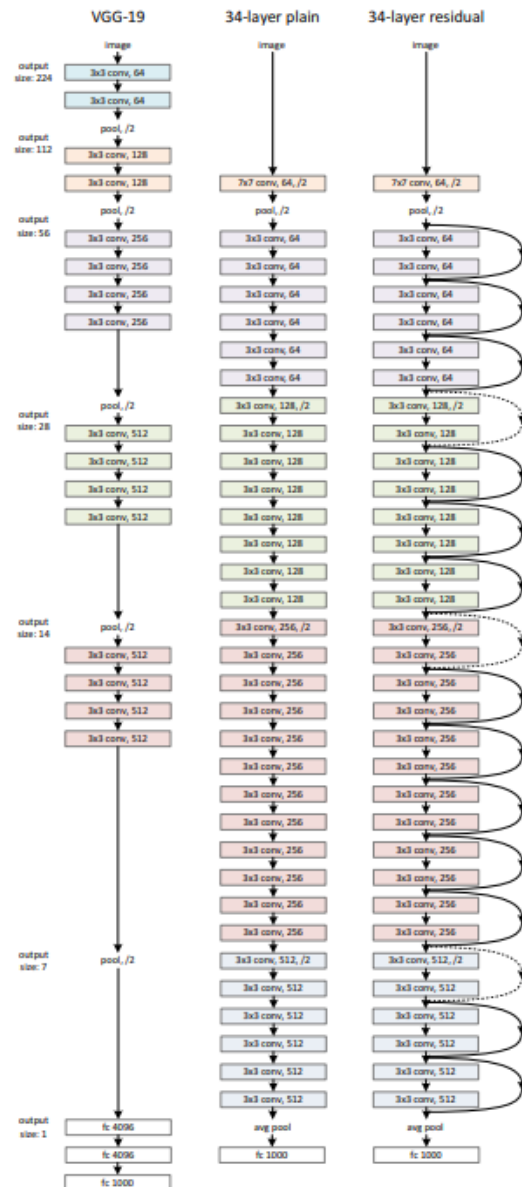 VGG-19
image
output
size: 224
3x3 conv, 64
3x3 conv, 64
pool, /2
output
size: 112
3x3 conv, 128
3x3 conv, 128
pool, /2
output
size: 56
3x3 conv, 256
3x3 conv, 256
3x3 conv, 256
3x3 conv, 256
pool, /2
output
size: 28
3x3 conv, 512
3x3 conv, 512
3x3 conv, 512
3x3 conv, 512
pool, /2
output
size: 14
3x3 conv, 512
3x3 conv, 512
3x3 conv, 512
3x3 conv, 512
output
size: 7
pool, /2
output
size: 1
fc 4096
fc 4096
fc 1000
34-layer plain
image
7x7 conv, 64, /2
pool, /2
3x3 conv, 64
3x3 conv, 64
3x3 conv, 64
3x3 conv, 64
3x3 conv, 64
3x3 conv, 64
3x3 conv, 128, /2
3x3 conv, 128
3x3 conv, 128
3x3 conv, 128
3x3 conv, 128
3x3 conv, 128
3x3 conv, 128
3x3 conv, 128
3x3 conv, 256, /2
3x3 conv, 256
3x3 conv, 256
3x3 conv, 256
3x3 conv, 256
3x3 conv, 256
3x3 conv, 256
3x3 conv, 256
3x3 conv, 256
3x3 conv, 256
3x3 conv, 256
3x3 conv, 256
3x3 conv, 512, /2
3x3 conv, 512
3x3 conv, 512
3x3 conv, 512
3x3 conv, 512
3x3 conv, 512
avg pool
fc 1000
34-layer residual
image
7x7 conv, 64, /2
pool, /2
3x3 conv, 64
3x3 conv, 64
3x3 conv, 64
3x3 conv, 64
3x3 conv, 64
3x3 conv, 64
3x3 conv, 128, /2
3x3 conv, 128
3x3 conv, 128
3x3 conv, 128
3x3 conv, 128
3x3 conv, 128
3x3 conv, 128
3x3 conv, 128
3x3 conv, 256, /2
3x3 conv, 256
3x3 conv, 256
3x3 conv, 256
3x3 conv, 256
3x3 conv, 256
3x3 conv, 256
3x3 conv, 256
3x3 conv, 256
3x3 conv, 256
3x3 conv, 256
3x3 conv, 256
3x3 conv, 512, /2
3x3 conv, 512
3x3 conv, 512
3x3 conv, 512
3x3 conv, 512
3x3 conv, 512
avg pool
fc 1000